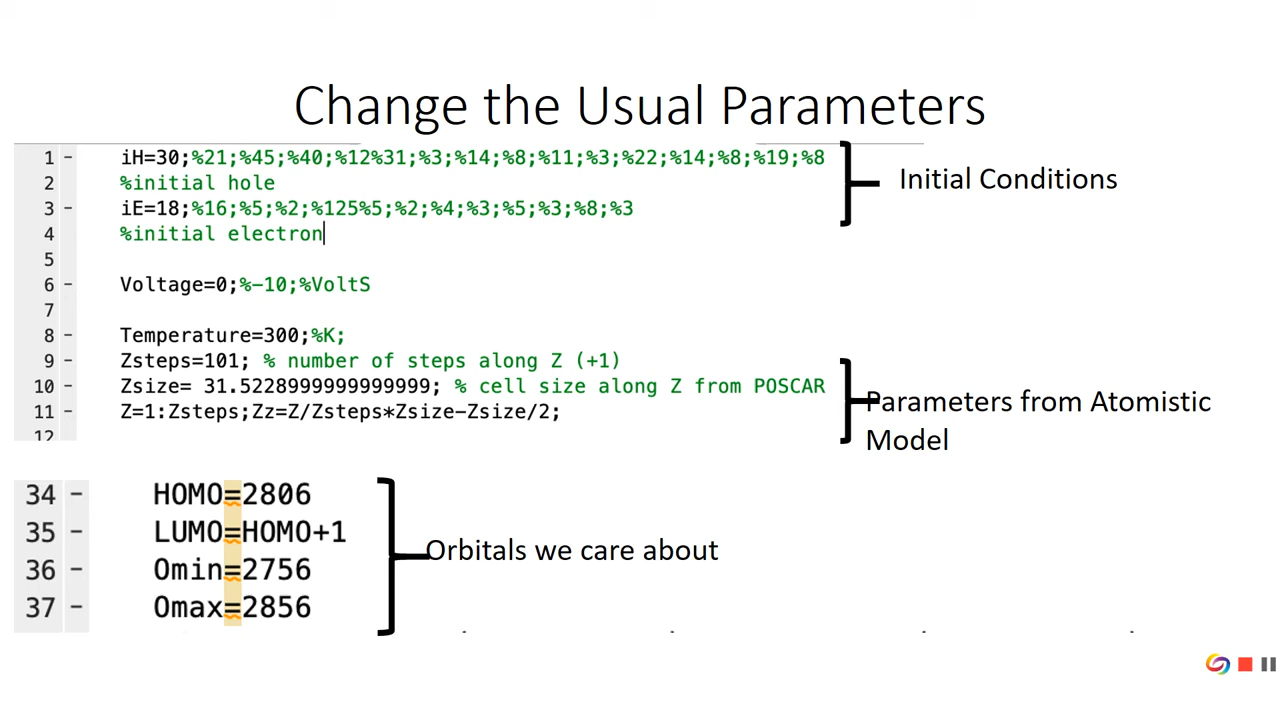 Change the Usual Parameters
1 - iH=30;%21;%45;%40;%12%31;%3;%14;%8;%11;%3;%22;%14;%8;%19;%8
2 %initial hole
3 - iE=18;%16;%5;%2;%125%5;%2;%4;%3;%5;%3;%8;%3
4 %initial electron
5
6 - Voltage=0;%-10;%VoltS
7
8 - Temperature=300;%K;
9 - Zsteps=101; % number of steps along Z (+1)
10 - Zsize= 31.5228999999999999; % cell size along Z from POSCAR
11 - Z=1:Zsteps;Zz=Z/Zsteps*Zsize-Zsize/2;
12
Initial Conditions
Parameters from Atomistic
Model
34 - HOMO=2806
35 - LUMO=HOMO+1
36 - Omin=2756
37 - Omax=2856
Orbitals we care about